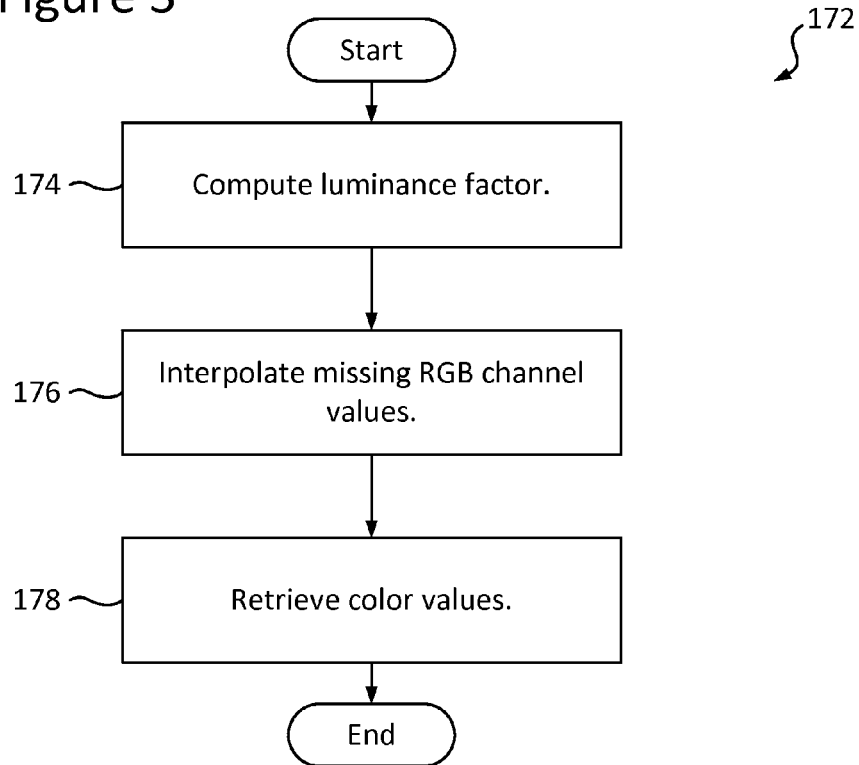 Figure 5
Start
172
174
Compute luminance factor.
176
Interpolate missing RGB channel
values.
178
Retrieve color values.
End